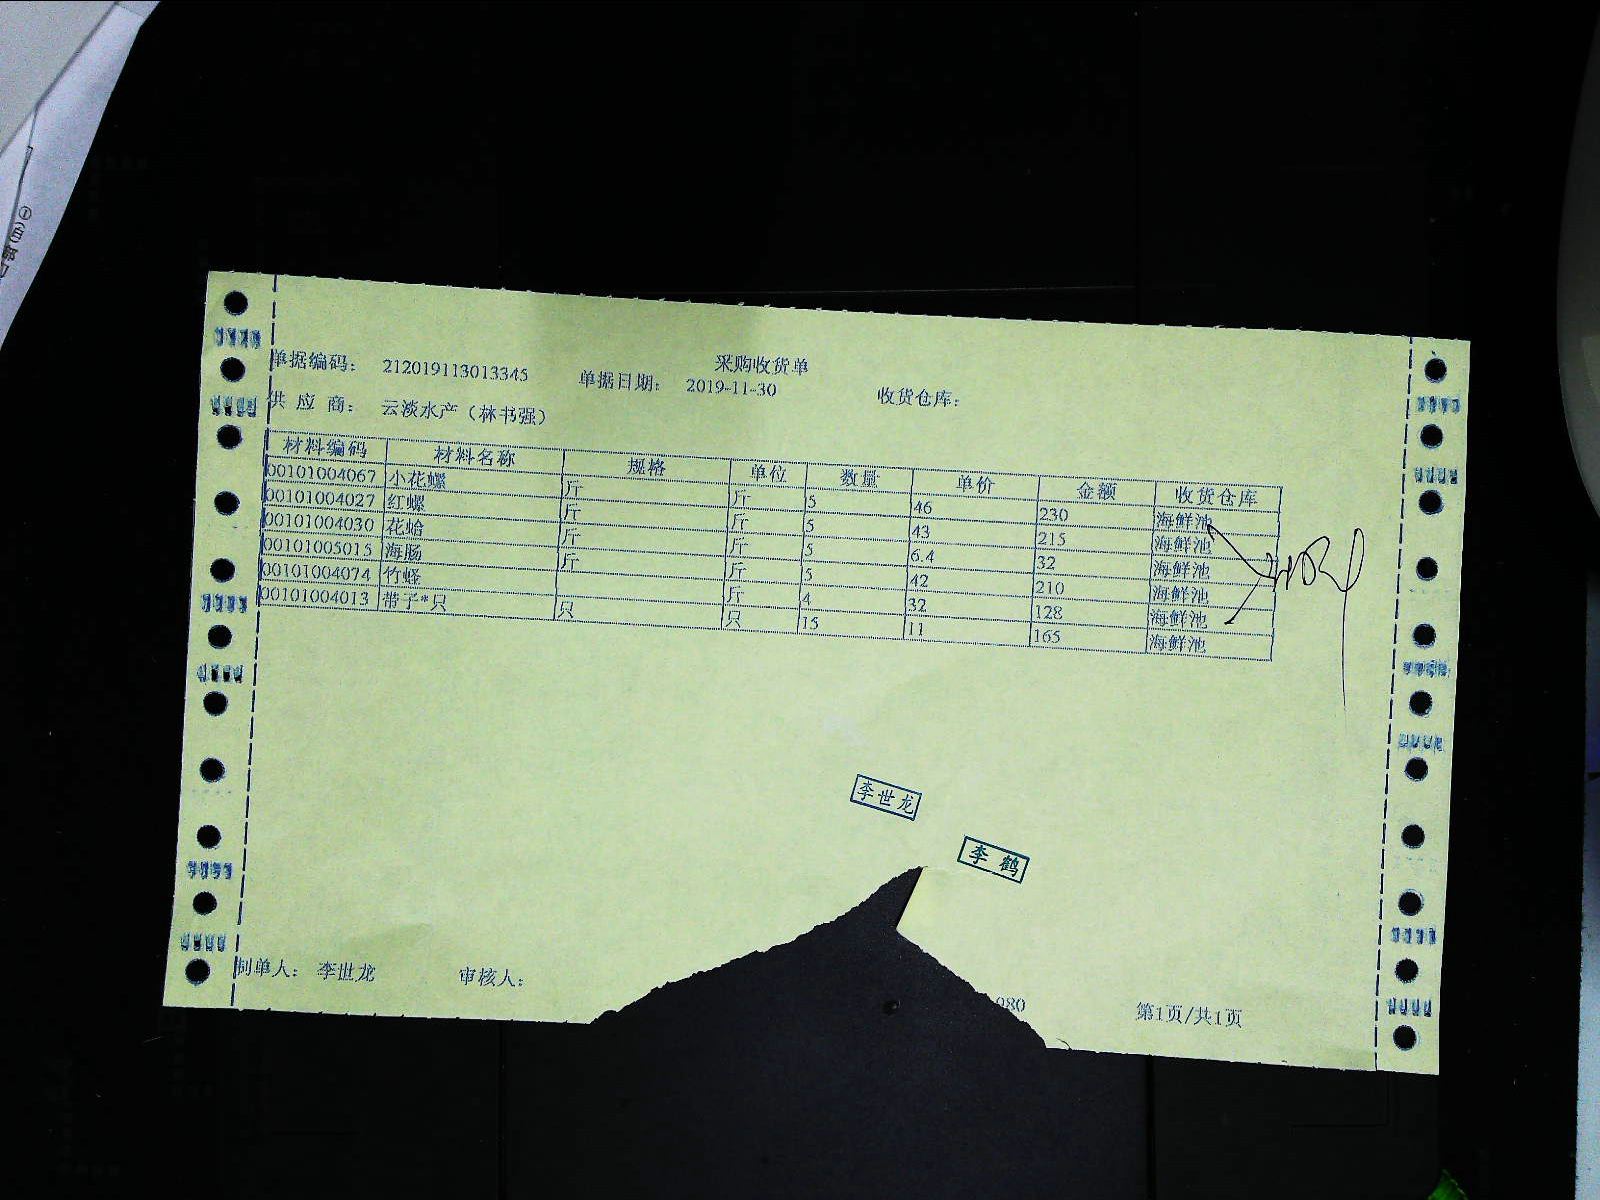 采购收货单
单据编码： 212019113013345 单据日期： 2019-11-30 收货仓库：
供 应 商： 云淡水产（林书强）
材料编码 材料名称 规格 单位 数量 单价 金额 收货仓库
00101004067 小花螺 斤 斤 5 46 230 海鲜池
00101004027 红螺 斤 斤 5 43 215 海鲜池
00101004030 花蛤 斤 斤 5 6.4 32 海鲜池
00101005015 海肠 斤 斤 5 42 210 海鲜池
00101004074 竹蛏 斤 4 32 128 海鲜池
00101004013 带子*只 只 只 15 11 165 海鲜池
李世龙
李鹤
制单人： 李世龙 审核人： 080 第1页/共1页